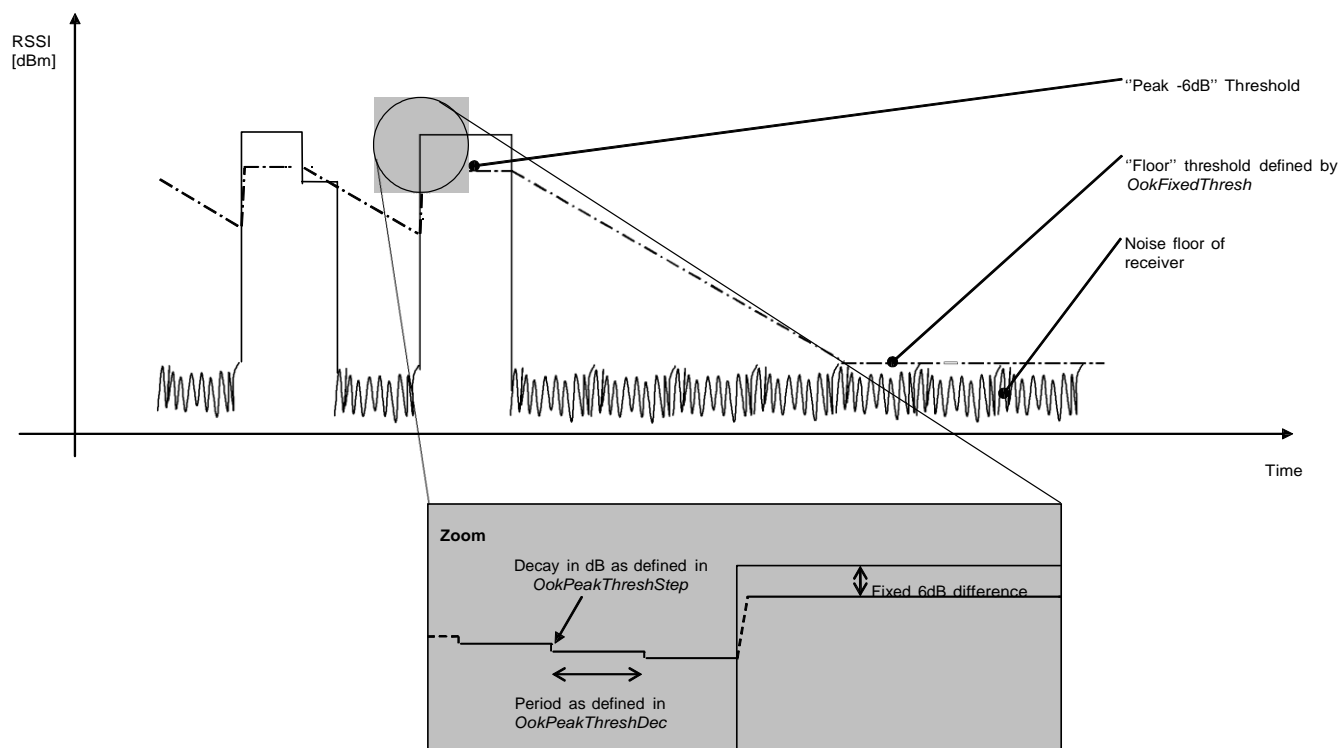 RSSI
[dBm]
‘’Peak -6dB’’ Threshold
‘’Floor’’ threshold defined by
OokFixedThresh
Noise floor of
receiver
Time
Zoom
Decay in dB as defined in
OokPeakThreshStep
Fixed 6dB difference
Period as defined in
OokPeakThreshDec